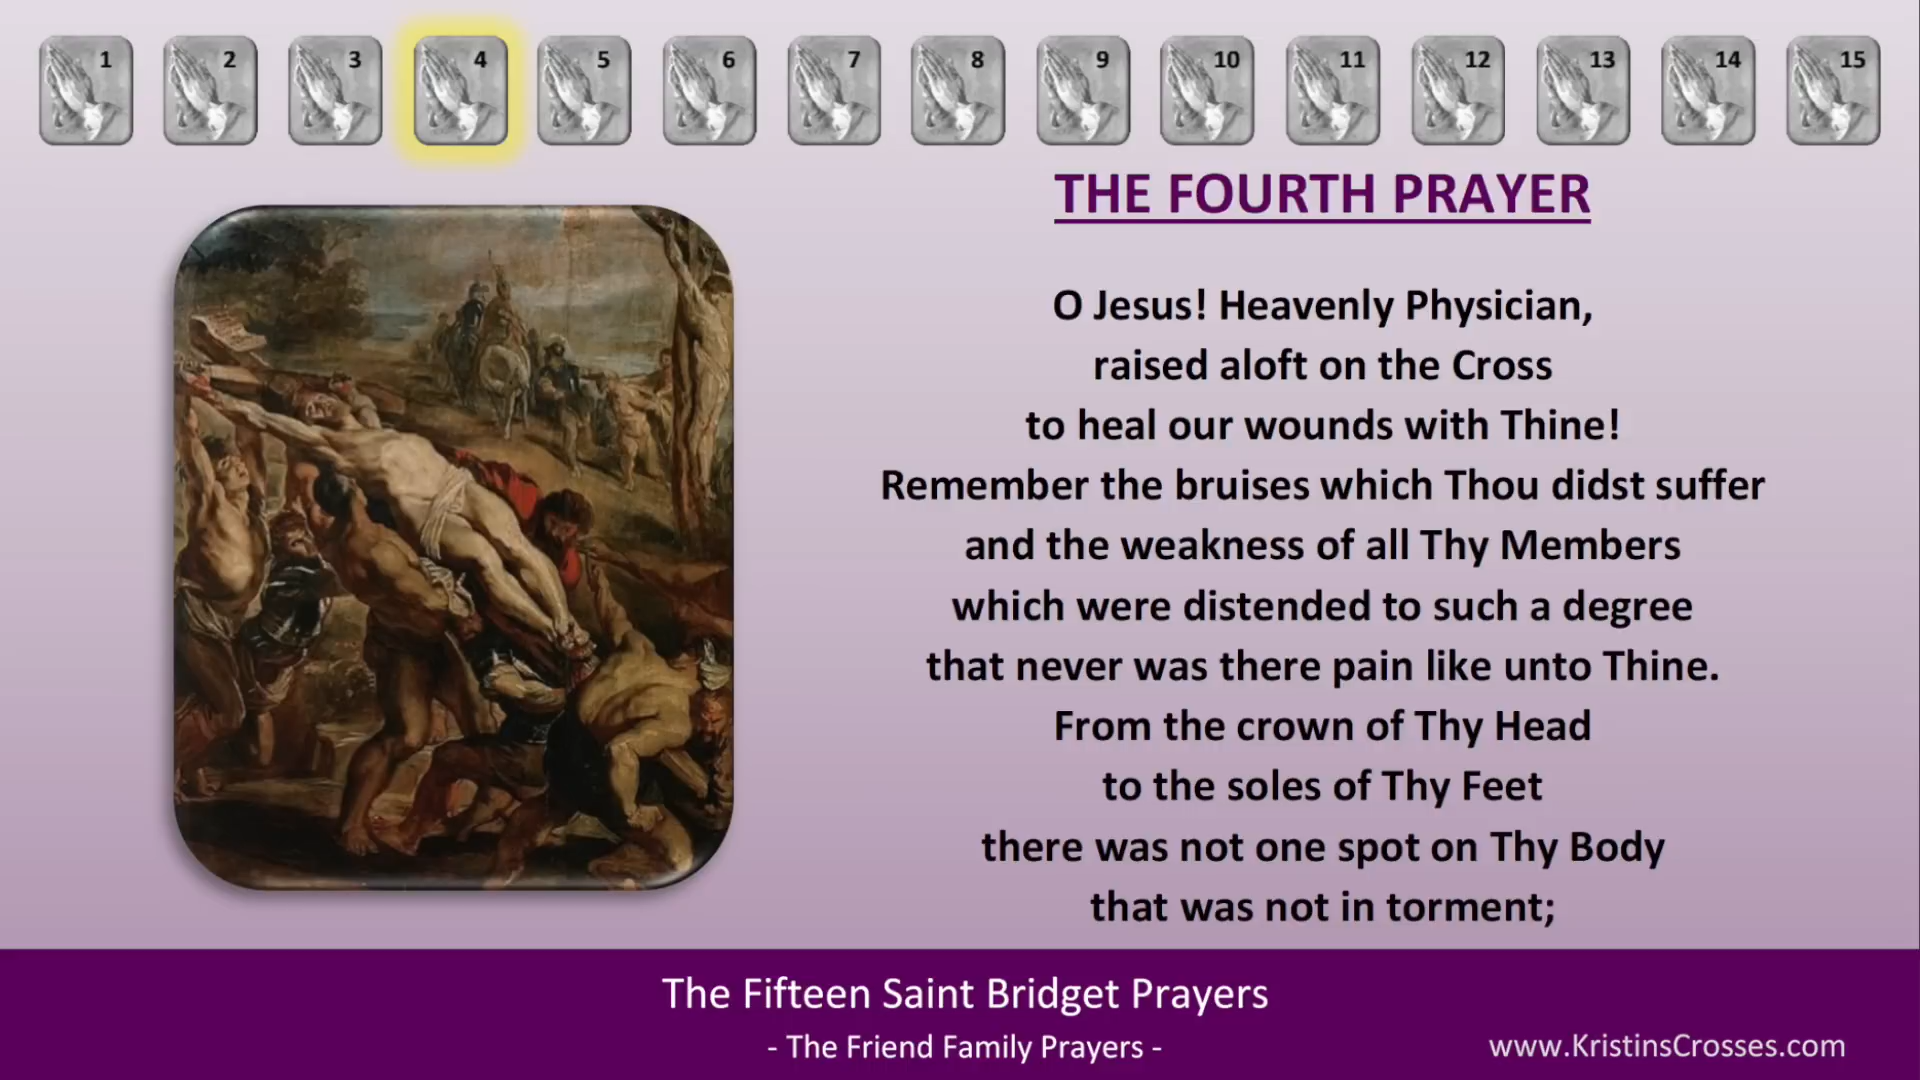 1 2 3 4 5 6 7 8 9 10 11 12 13 14 15
THE FOURTH PRAYER
O Jesus! Heavenly Physician,
raised aloft on the Cross
to heal our wounds with Thine!
Remember the bruises which Thou didst suffer
and the weakness of all Thy Members
which were distended to such a degree
that never was there pain like unto Thine.
From the crown of Thy Head
to the soles of Thy Feet
there was not one spot on Thy Body
that was not in torment;
The Fifteen Saint Bridget Prayers
- The Friend Family Prayers -
www.KristinsCrosses.com